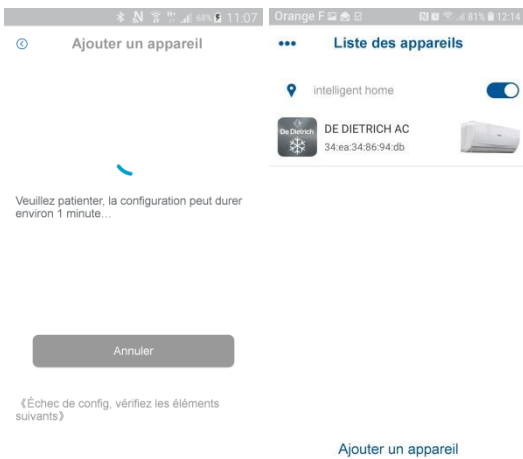 68% 11:07
Ajouter un appareil
Veuillez patienter, la configuration peut durer
environ 1 minute...
Annuler
《Échec de config, vérifiez les éléments
suivants》
Orange F 81% 12:14
Liste des appareils
intelligent home
De Dietrich
DE DIETRICH AC
34:ea:34:86:94:db
Ajouter un appareil